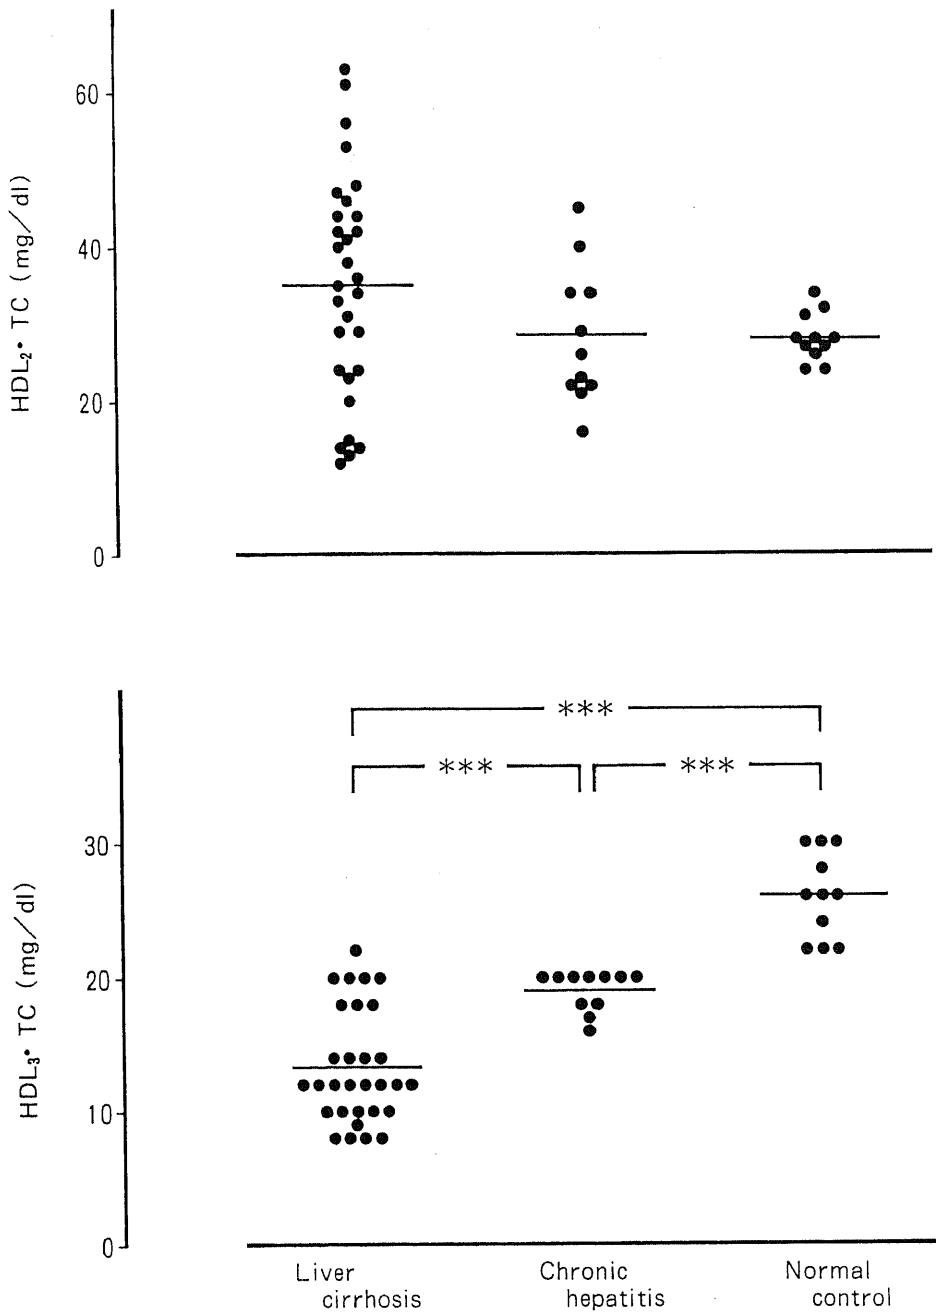 60
40
20
0
HDL₂• TC (mg/dl)
***
***
***
30
20
10
0
HDL₃• TC (mg/dl)
Liver
cirrhosis
Chronic
hepatitis
Normal
control